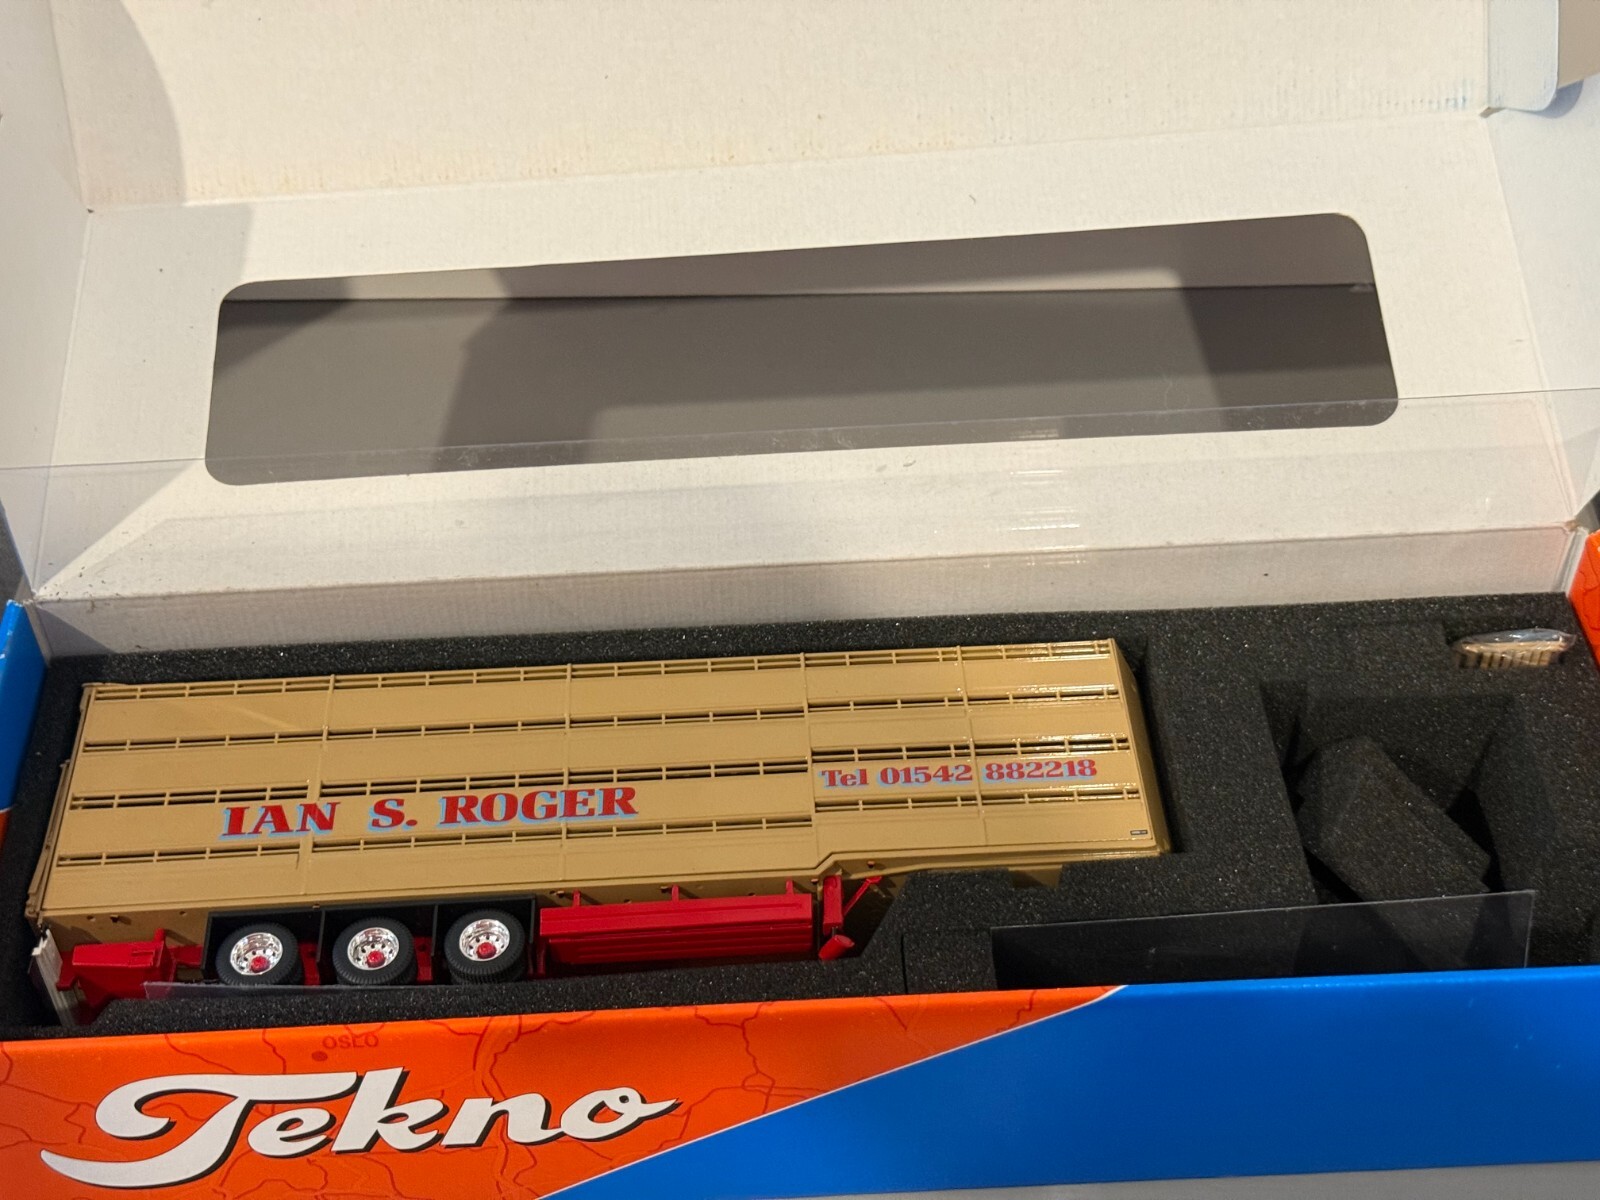 IAN S. ROGER
Tel 01542 882218
OSLO
Tekno